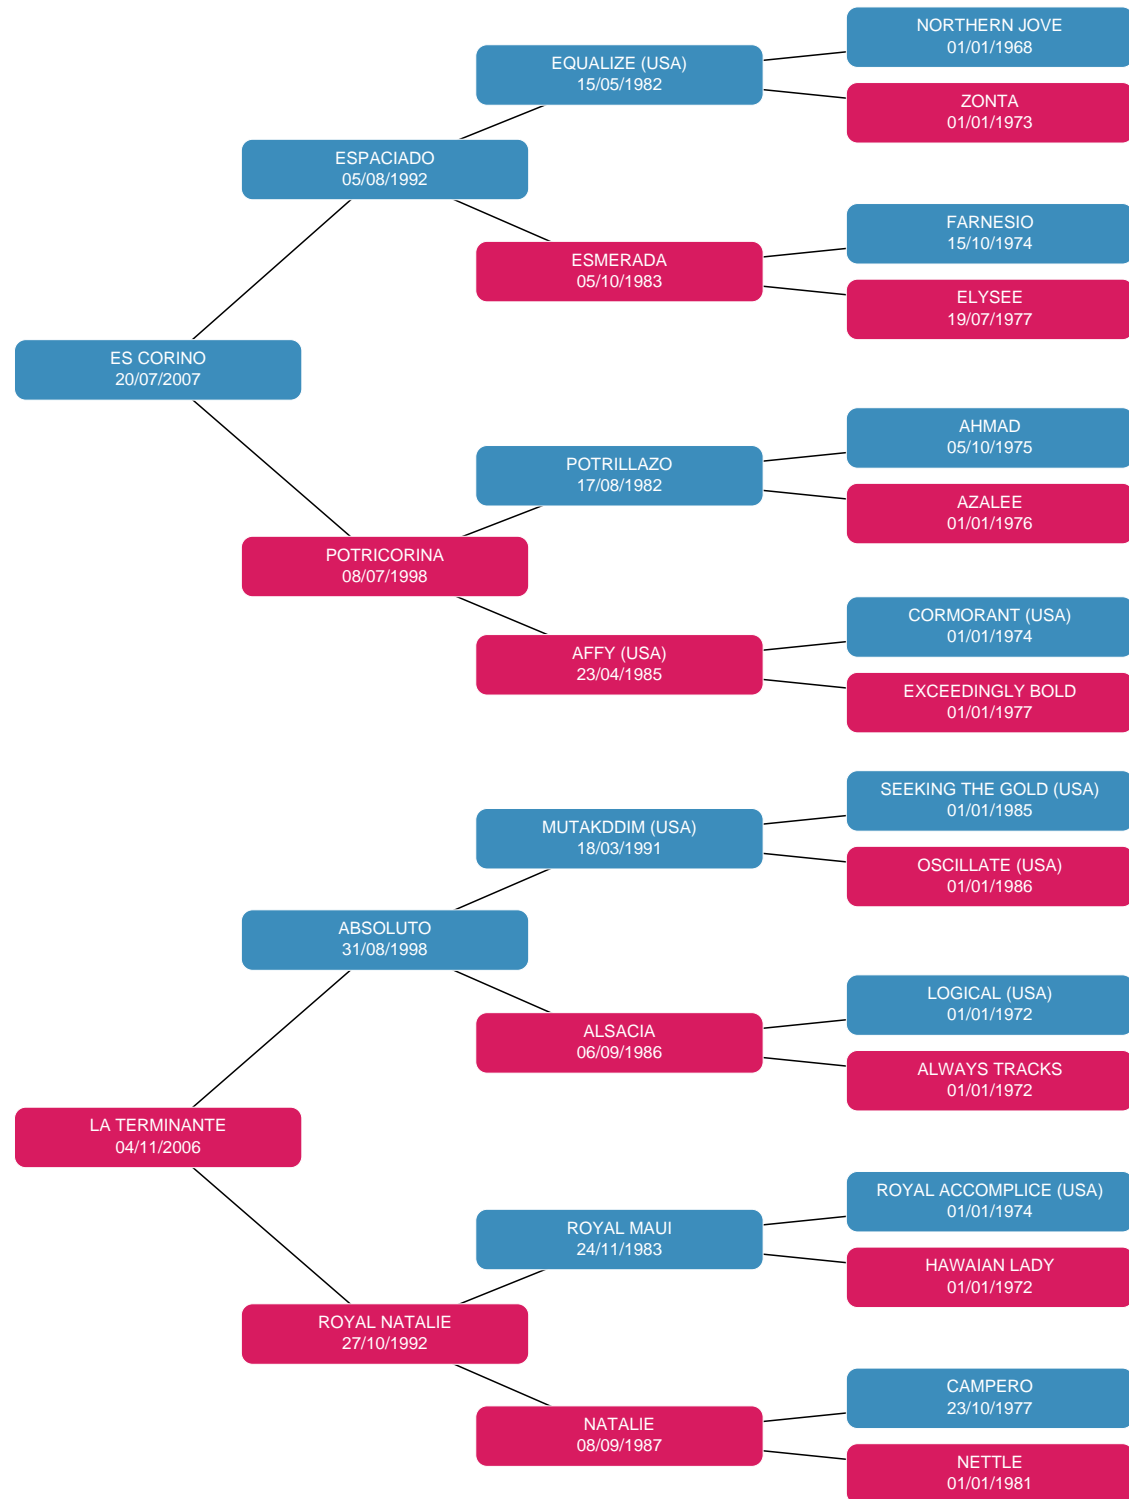 NORTHERN JOVE
01/01/1968
EQUALIZE (USA)
15/05/1982
ZONTA
01/01/1973
ESPACIADO
05/08/1992
FARNESIO
15/10/1974
ESMERADA
05/10/1983
ELYSEE
19/07/1977
ES CORINO
20/07/2007
AHMAD
05/10/1975
POTRILLAZO
17/08/1982
AZALEE
01/01/1976
POTRICORINA
08/07/1998
CORMORANT (USA)
01/01/1974
AFFY (USA)
23/04/1985
EXCEEDINGLY BOLD
01/01/1977
SEEKING THE GOLD (USA)
01/01/1985
MUTAKDDIM (USA)
18/03/1991
OSCILLATE (USA)
01/01/1986
ABSOLUTO
31/08/1998
LOGICAL (USA)
01/01/1972
ALSACIA
06/09/1986
ALWAYS TRACKS
01/01/1972
LA TERMINANTE
04/11/2006
ROYAL ACCOMPLICE (USA)
01/01/1974
ROYAL MAUI
24/11/1983
HAWAIAN LADY
01/01/1972
ROYAL NATALIE
27/10/1992
CAMPERO
23/10/1977
NATALIE
08/09/1987
NETTLE
01/01/1981